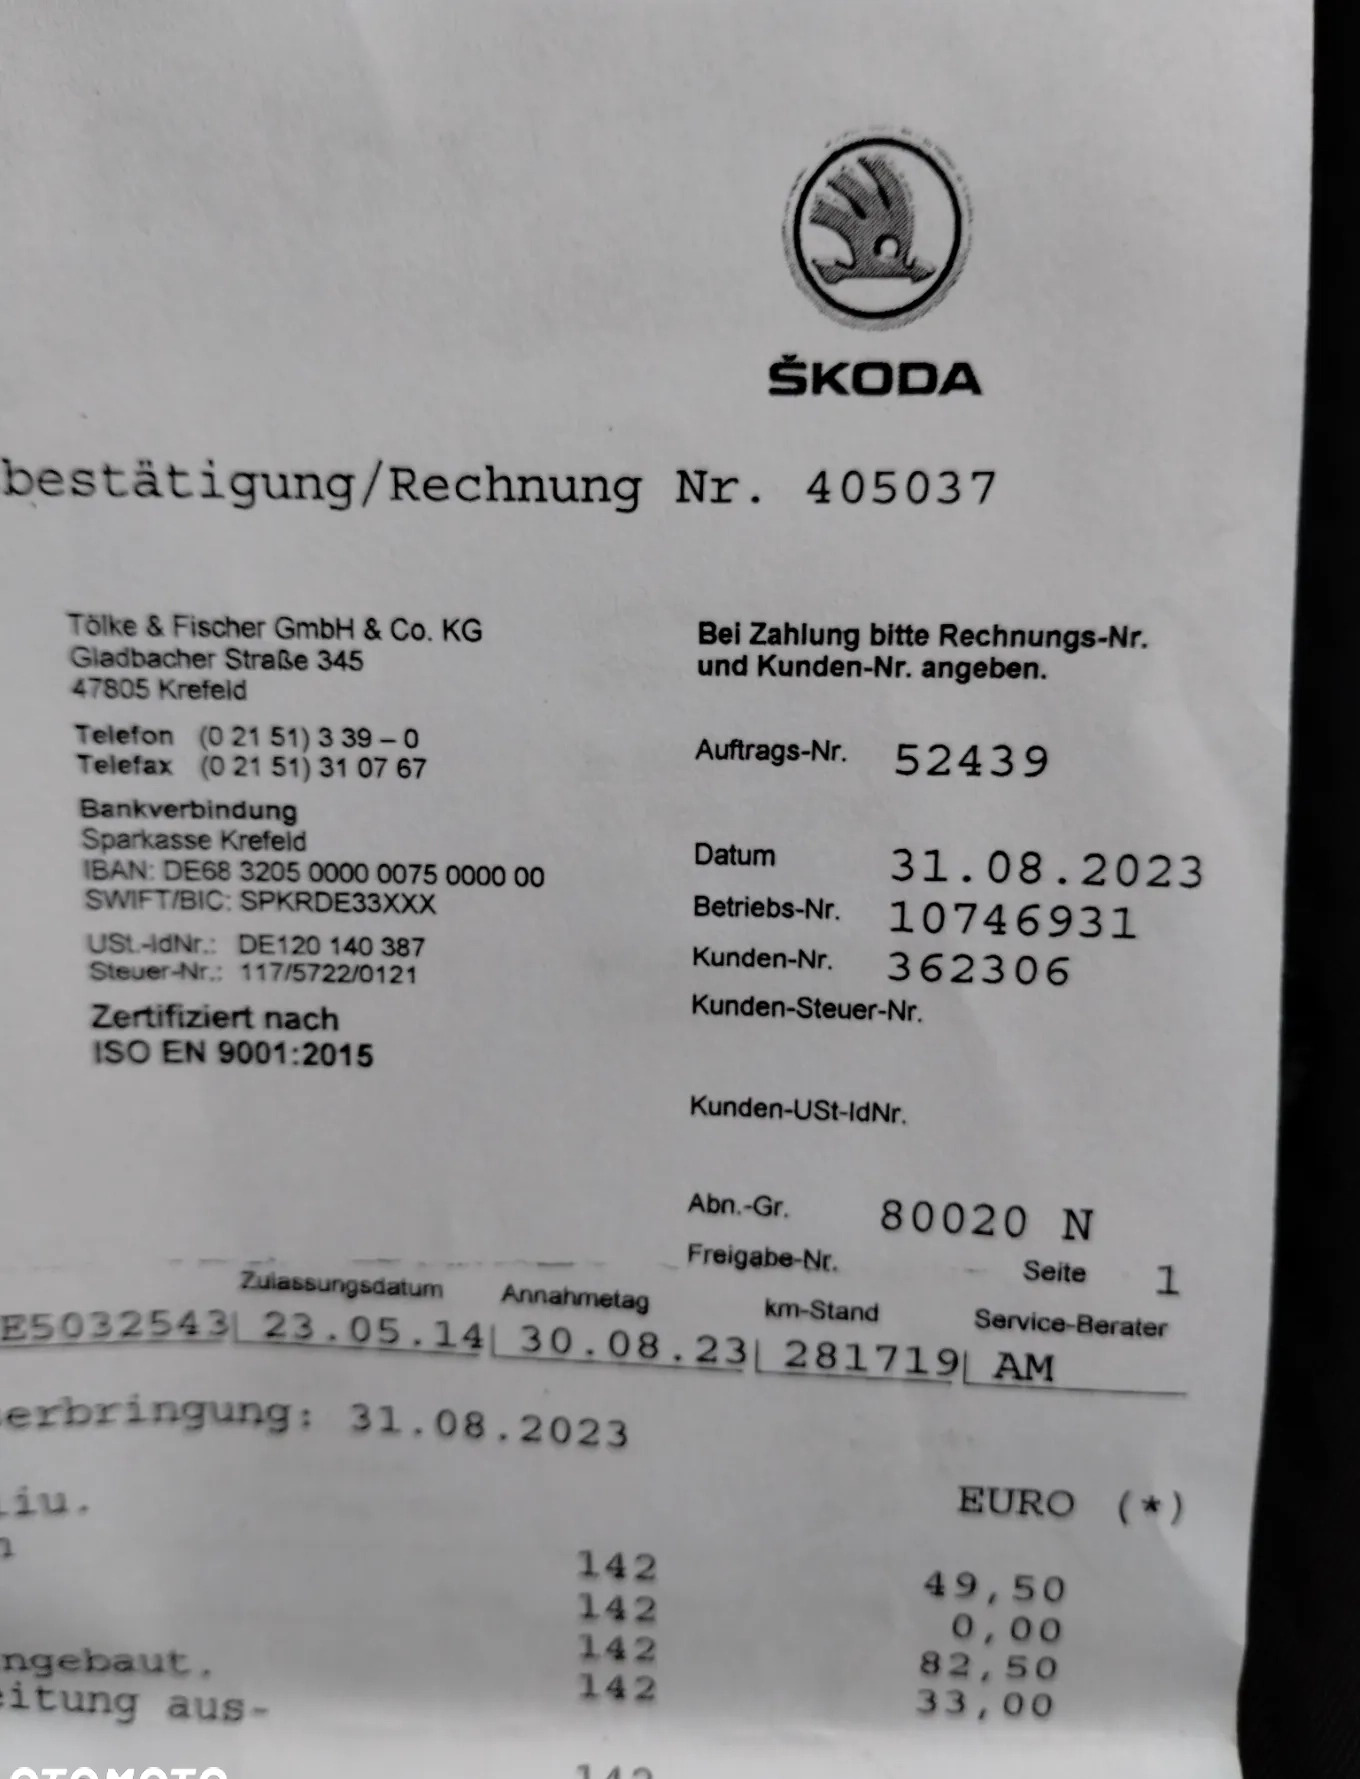 ŠKODA
bestätigung/Rechnung Nr. 405037
Tölke & Fischer GmbH & Co. KG
Gladbacher Straße 345
47805 Krefeld
Telefon (0 21 51) 3 39 – 0
Telefax (0 21 51) 31 07 67
Bankverbindung
Sparkasse Krefeld
IBAN: DE68 3205 0000 0075 0000 00
SWIFT/BIC: SPKRDE33XXX
USt.-IdNr.: DE120 140 387
Steuer-Nr.: 117/5722/0121
Zertifiziert nach
ISO EN 9001:2015
Bei Zahlung bitte Rechnungs-Nr.
und Kunden-Nr. angeben.
Auftrags-Nr. 52439
Datum 31.08.2023
Betriebs-Nr. 10746931
Kunden-Nr. 362306
Kunden-Steuer-Nr.
Kunden-USt-IdNr.
Abn.-Gr. 80020 N
Freigabe-Nr. Seite 1
Zulassungsdatum Annahmetag km-Stand Service-Berater
E5032543 23.05.14 30.08.23 281719 AM
erbringung: 31.08.2023
iu. EURO (*)
142 49,50
142 0,00
ngebaut. 142 82,50
eitung aus- 142 33,00
142
OTOMOTO